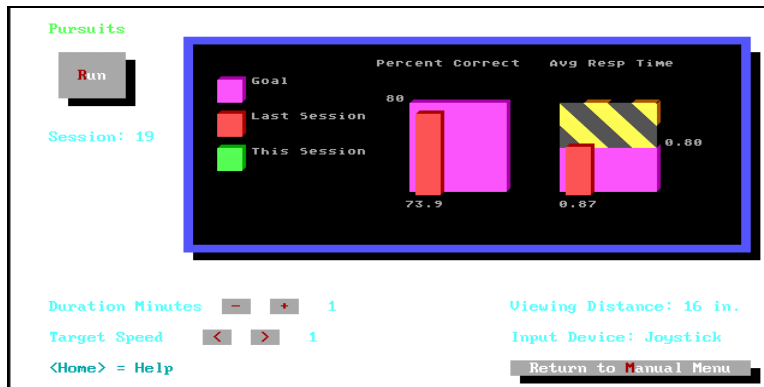 Pursuits
Run
Session: 19
Percent Correct
Avg Resp Time
Goal
Last Session
This Session
80
73.9
0.80
0.87
Duration Minutes - + 1
Viewing Distance: 16 in.
Target Speed < > 1
Input Device: Joystick
<Home> = Help
Return to Manual Menu